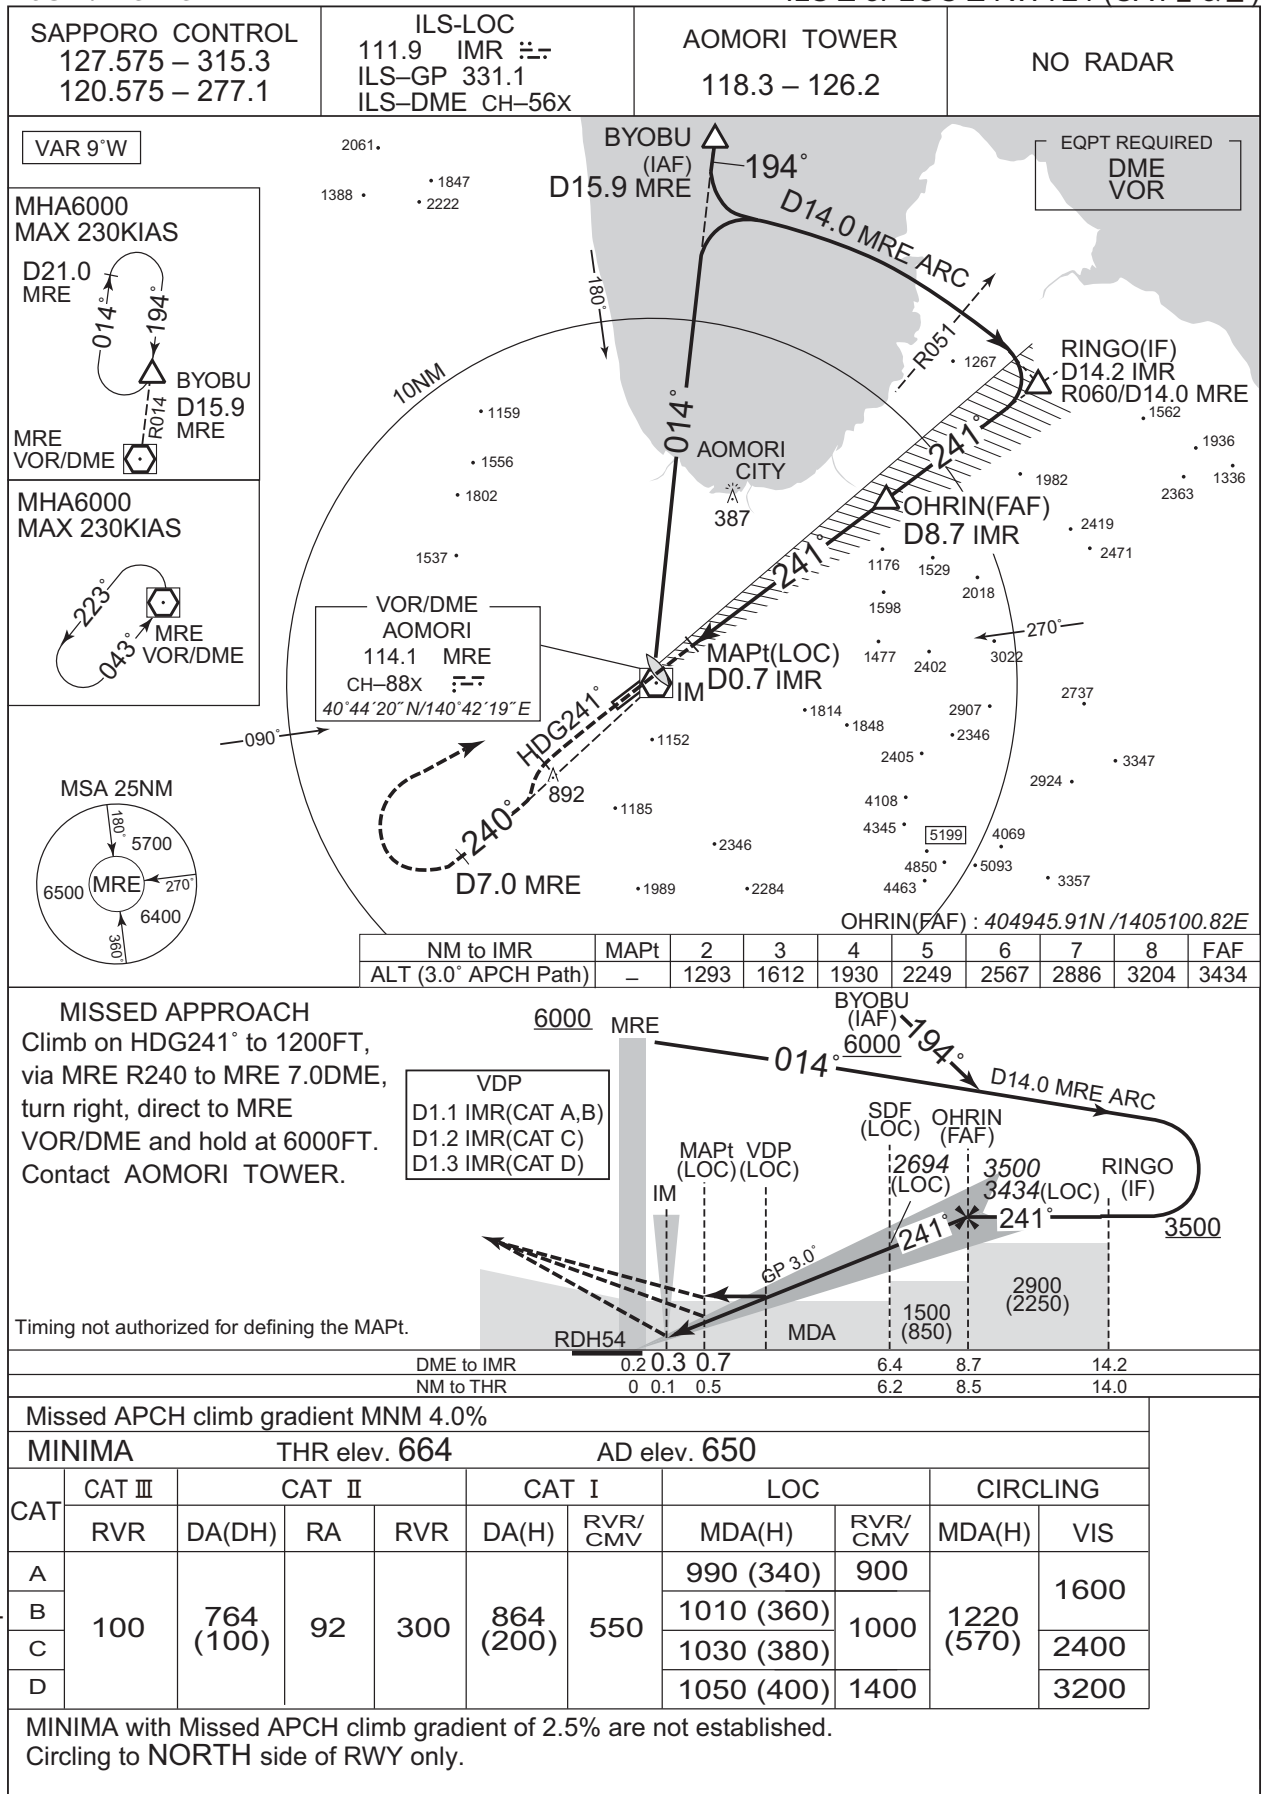 SAPPORO CONTROL
127.575 – 315.3
120.575 – 277.1
ILS-LOC
111.9 IMR
ILS–GP 331.1
ILS–DME CH–56X
AOMORI TOWER
118.3 – 126.2
NO RADAR
VAR 9°W
EQPT REQUIRED
DME
VOR
MHA6000
MAX 230KIAS
D21.0
MRE
014°
194°
BYOBU
D15.9
MRE
R014
MRE
VOR/DME
MHA6000
MAX 230KIAS
223°
043°
MRE
VOR/DME
2061
1388
1847
2222
BYOBU
(IAF)
D15.9 MRE
194°
D14.0 MRE ARC
180°
R051
1267
RINGO(IF)
D14.2 IMR
R060/D14.0 MRE
10NM
1159
1556
1802
1537
014°
AOMORI
CITY
387
241°
1562
1936
1336
2363
1982
OHRIN(FAF)
D8.7 IMR
2419
2471
241°
1176
1529
2018
1598
270°
1477
2402
3022
VOR/DME
AOMORI
114.1 MRE
CH–88X
40°44′20″N/140°42′19″E
MAPt(LOC)
D0.7 IMR
IM
2737
1814
1848
2907
2346
2405
3347
2924
090°
HDG241°
1152
892
1185
240°
D7.0 MRE
2346
1989
2284
4108
4345
5199
4069
4850
5093
4463
3357
MSA 25NM
180°
5700
6500
MRE
270°
6400
360°
OHRIN(FAF) : 404945.91N /1405100.82E
NM to IMR MAPt 2 3 4 5 6 7 8 FAF
ALT (3.0° APCH Path) – 1293 1612 1930 2249 2567 2886 3204 3434
MISSED APPROACH
Climb on HDG241° to 1200FT,
via MRE R240 to MRE 7.0DME,
turn right, direct to MRE
VOR/DME and hold at 6000FT.
Contact AOMORI TOWER.
VDP
D1.1 IMR(CAT A,B)
D1.2 IMR(CAT C)
D1.3 IMR(CAT D)
6000 MRE
014°
BYOBU
(IAF)
6000
194°
D14.0 MRE ARC
IM
MAPt
(LOC)
VDP
(LOC)
SDF
(LOC)
OHRIN
(FAF)
2694
(LOC)
3500
3434(LOC)
RINGO
(IF)
3500
241°
241°
GP 3.0°
2900
(2250)
1500
(850)
MDA
RDH54
Timing not authorized for defining the MAPt.
DME to IMR 0.2 0.3 0.7 6.4 8.7 14.2
NM to THR 0 0.1 0.5 6.2 8.5 14.0
Missed APCH climb gradient MNM 4.0%
MINIMA THR elev. 664 AD elev. 650
CAT CAT Ⅲ CAT Ⅱ CAT Ⅰ LOC CIRCLING
RVR DA(DH) RA RVR DA(H) RVR/CMV MDA(H) RVR/CMV MDA(H) VIS
A 990 (340) 900 1600
B 1010 (360)
100 764 (100) 92 300 864 (200) 550 1000 1220 (570)
C 1030 (380) 2400
D 1050 (400) 1400 3200
MINIMA with Missed APCH climb gradient of 2.5% are not established.
Circling to NORTH side of RWY only.